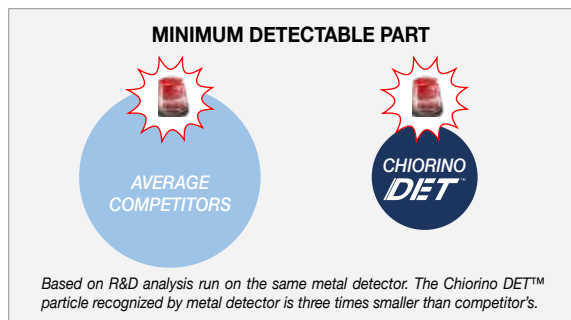 MINIMUM DETECTABLE PART
AVERAGE
COMPETITORS
CHIORINO
DET™
Based on R&D analysis run on the same metal detector. The Chiorino DET™
particle recognized by metal detector is three times smaller than competitor's.